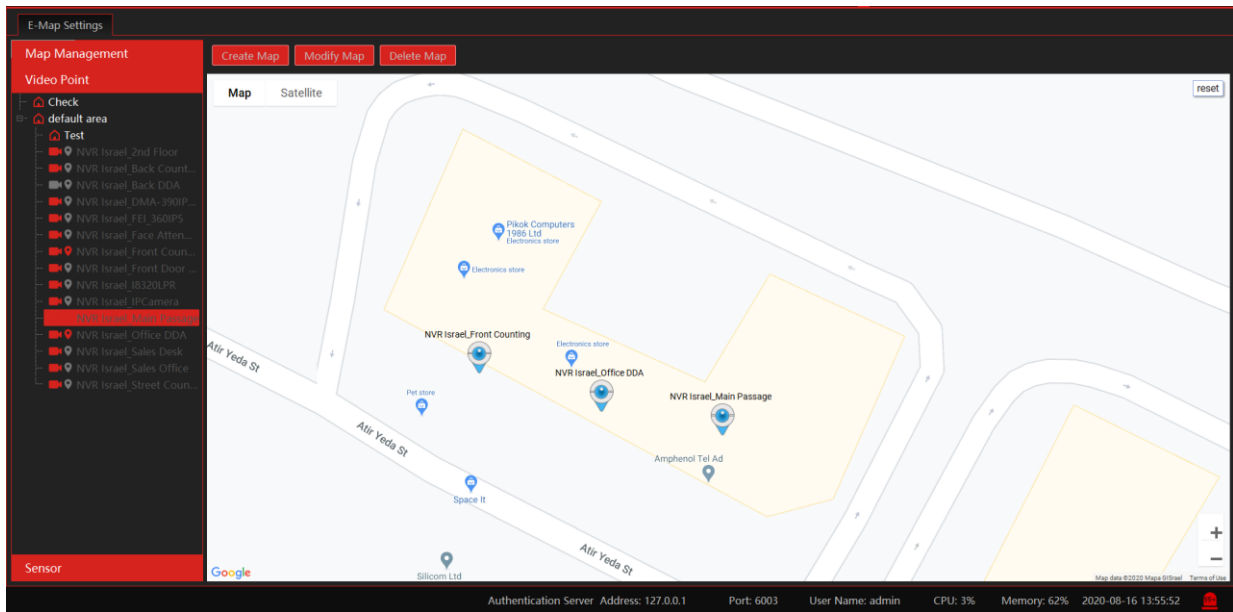 E-Map Settings
Map Management
Video Point
Check
default area
Test
NVR Israel_2nd Floor
NVR Israel_Back Count...
NVR Israel_Back DDA
NVR Israel_DMA-390IP...
NVR Israel_FEI_360IPS
NVR Israel_Face Atten...
NVR Israel_Front Coun...
NVR Israel_Front Door ...
NVR Israel_I8320LPR
NVR Israel_IPCamera
NVR Israel_Main Passage
NVR Israel_Office DDA
NVR Israel_Sales Desk
NVR Israel_Sales Office
NVR Israel_Street Coun...
Sensor
Create Map Modify Map Delete Map
Map Satellite
reset
Pikok Computers
1986 Ltd
Electronics store
Electronics store
NVR Israel_Front Counting
Electronics store
NVR Israel_Office DDA
NVR Israel_Main Passage
Atir Yeda St
Pet store
Atir Yeda St
Amphenol Tel Ad
Space It
Atir Yeda St
Silicom Ltd
+
−
Google
Map data ©2020 Mapa GISrael Terms of Use
Authentication Server Address: 127.0.0.1 Port: 6003 User Name: admin CPU: 3% Memory: 62% 2020-08-16 13:55:52